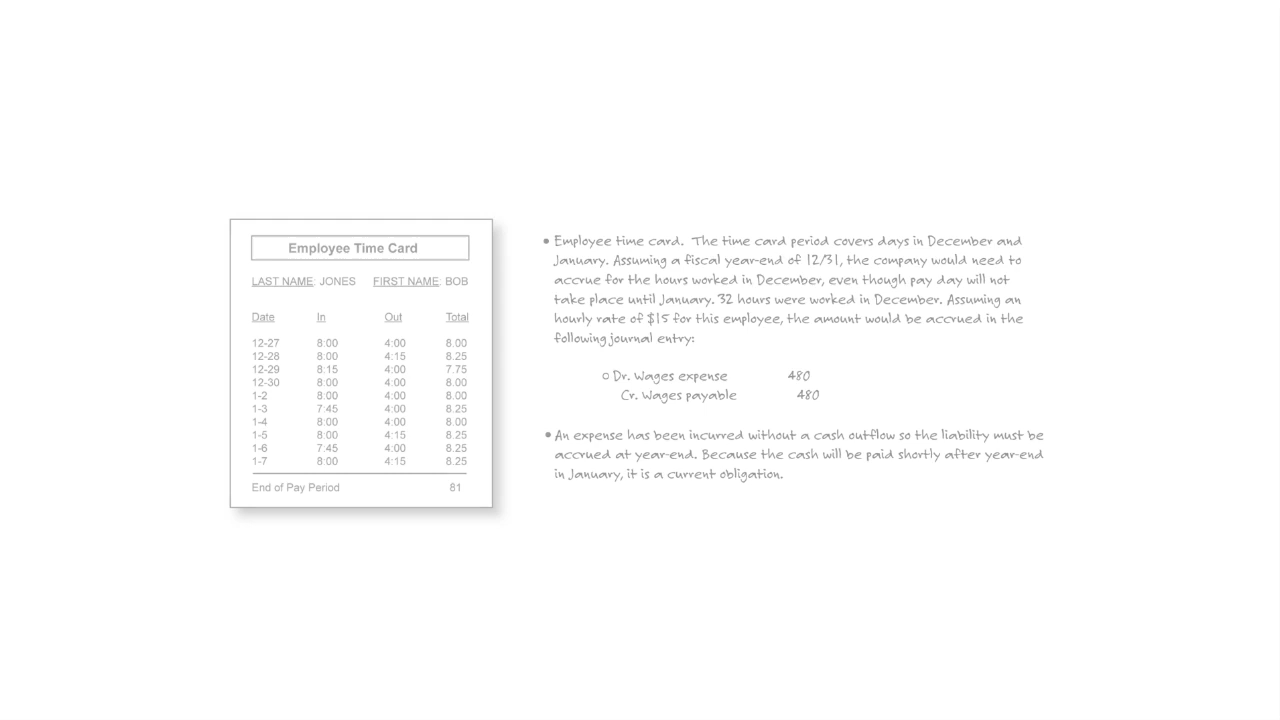 Employee Time Card
LAST NAME: JONES FIRST NAME: BOB
Date In Out Total
12-27 8:00 4:00 8.00
12-28 8:00 4:15 8.25
12-29 8:15 4:00 7.75
12-30 8:00 4:00 8.00
1-2 8:00 4:00 8.00
1-3 7:45 4:00 8.25
1-4 8:00 4:00 8.00
1-5 8:00 4:15 8.25
1-6 7:45 4:00 8.25
1-7 8:00 4:15 8.25
End of Pay Period 81
• Employee time card. The time card period covers days in December and
January. Assuming a fiscal year-end of 12/31, the company would need to
accrue for the hours worked in December, even though pay day will not
take place until January. 32 hours were worked in December. Assuming an
hourly rate of $15 for this employee, the amount would be accrued in the
following journal entry:
o Dr. Wages expense 480
Cr. Wages payable 480
• An expense has been incurred without a cash outflow so the liability must be
accrued at year-end. Because the cash will be paid shortly after year-end
in January, it is a current obligation.